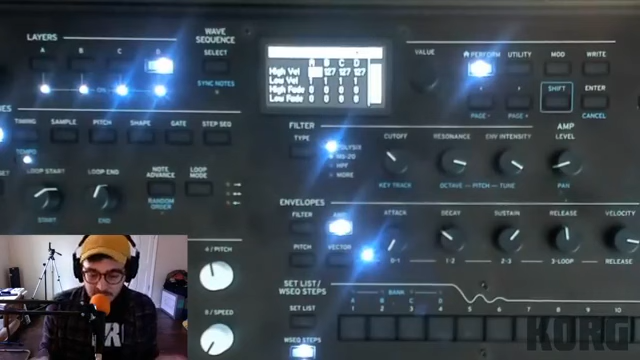 LAYERS
A B C D
ON
WAVE
SEQUENCE
SELECT
SYNC NOTES
A B C D
High Vel 127 127 127
Low Vel 0 0 0 0
High Fade 0 0 0 0
Low Fade 0 0 0 0
VALUE
PERFORM
UTILITY
MOD
WRITE
SHIFT
ENTER
PAGE-
PAGE+
CANCEL
TIMING
SAMPLE
PITCH
SHAPE
GATE
STEP SEQ
TEMPO
LOOP START
LOOP END
NOTE
ADVANCE
LOOP
MODE
START
END
RANDOM
ORDER
FILTER
TYPE
POLYSIX
MS-20
HPF
MORE
CUTOFF
RESONANCE
ENV INTENSITY
AMP
LEVEL
KEY TRACK
OCTAVE — PITCH — TUNE
PAN
ENVELOPES
FILTER
AMP
ATTACK
DECAY
SUSTAIN
RELEASE
VELOCITY
PITCH
VECTOR
0-1
1-2
2-3
3-LOOP
RELEASE
/ PITCH
/ SPEED
SET LIST/
WSEQ STEPS
BANK
A B C D
1 2 3 4 5 6 7 8 9 10
SET LIST
WSEQ STEPS
KORG